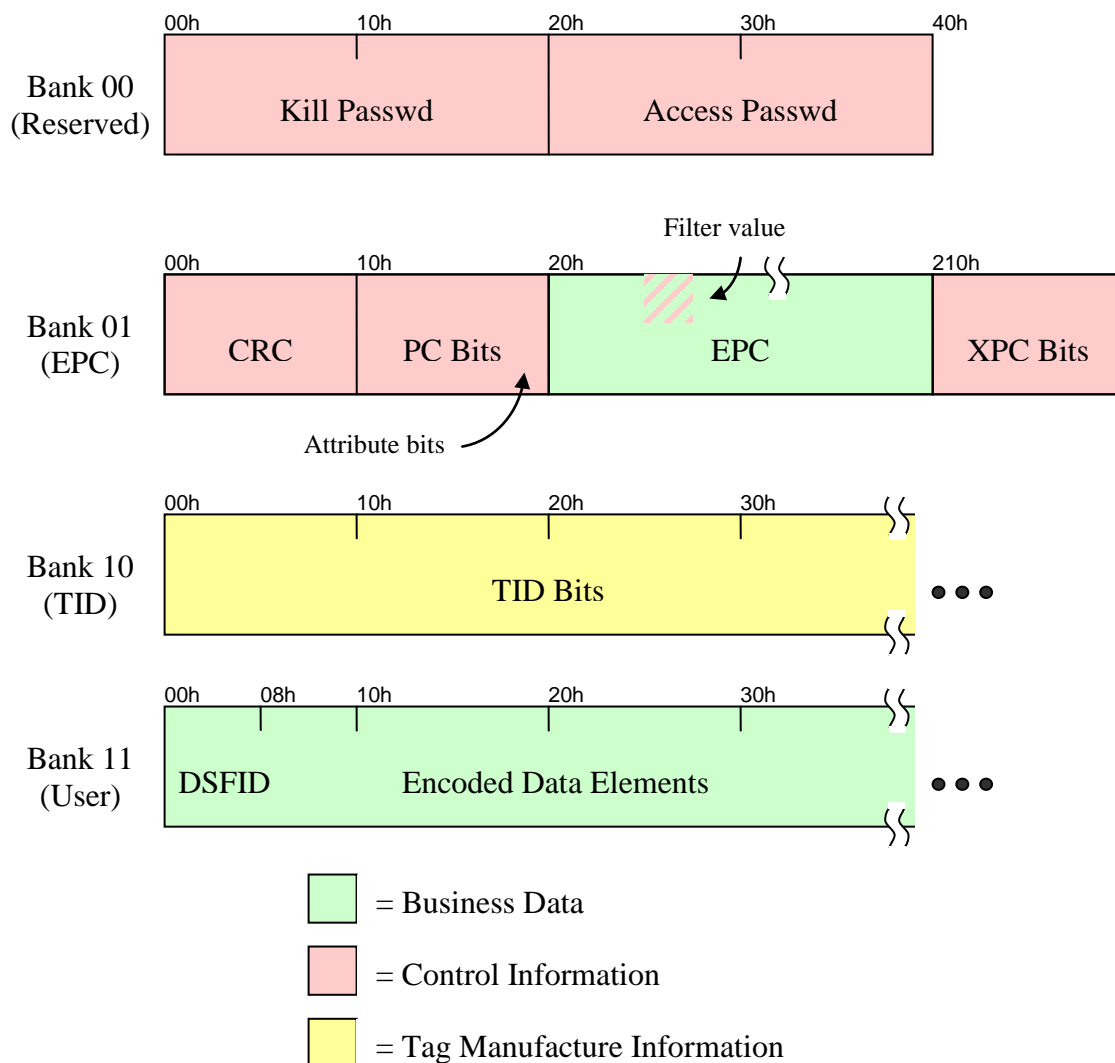 00h 10h 20h 30h 40h
Bank 00
(Reserved)
Kill Passwd Access Passwd
Filter value
00h 10h 20h 210h
Bank 01
(EPC)
CRC PC Bits EPC XPC Bits
Attribute bits
00h 10h 20h 30h
Bank 10
(TID)
TID Bits
00h 08h 10h 20h 30h
Bank 11
(User)
DSFID Encoded Data Elements
= Business Data
= Control Information
= Tag Manufacture Information